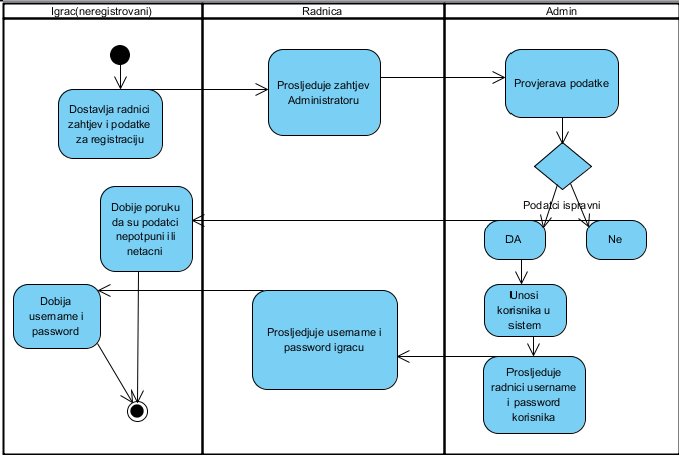 Igrac(neregistrovani)
Radnica
Admin
Dostavlja radnici
zahtjev i podatke
za registraciju
Prosljeduje zahtjev
Administratoru
Provjerava podatke
Podatci ispravni
Dobije poruku
da su podatci
nepotpuni ili
netacni
DA
Ne
Dobija
username i
password
Prosljedjuje username i
password igracu
Unosi
korisnika u
sistem
Prosljeduje
radnici username
i password
korisnika